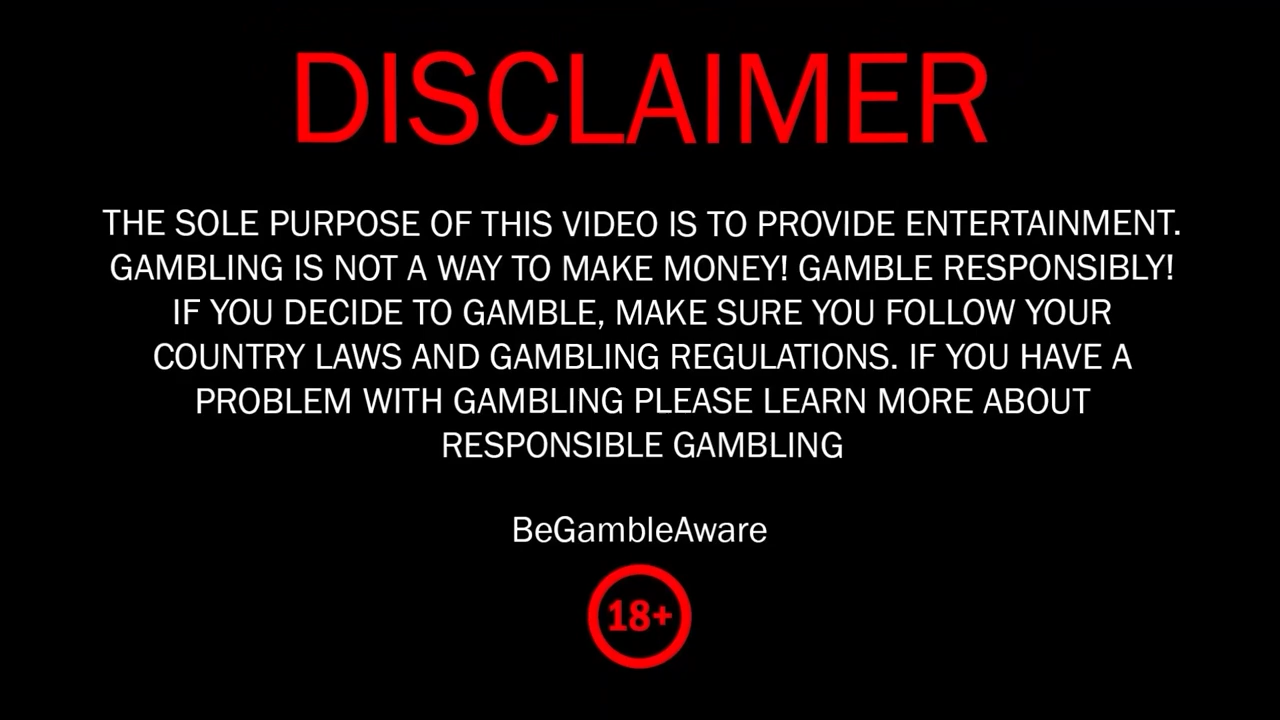 DISCLAIMER
THE SOLE PURPOSE OF THIS VIDEO IS TO PROVIDE ENTERTAINMENT.
GAMBLING IS NOT A WAY TO MAKE MONEY! GAMBLE RESPONSIBLY!
IF YOU DECIDE TO GAMBLE, MAKE SURE YOU FOLLOW YOUR
COUNTRY LAWS AND GAMBLING REGULATIONS. IF YOU HAVE A
PROBLEM WITH GAMBLING PLEASE LEARN MORE ABOUT
RESPONSIBLE GAMBLING
BeGambleAware
18+